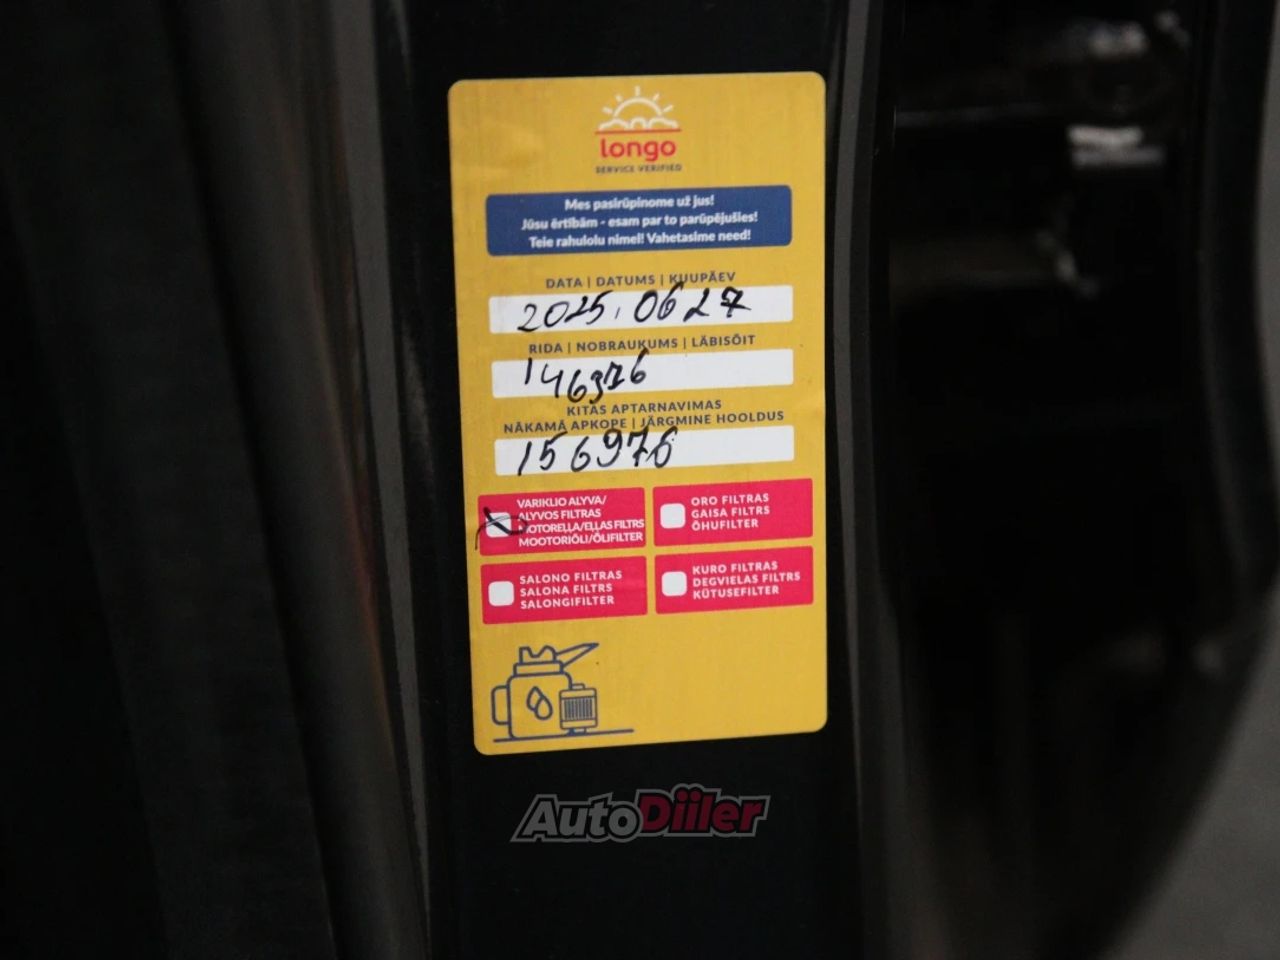 longo
SERVICE VERIFIED
Mes pasirūpinome už jus!
Jūsu ērtībām - esam par to parūpējušies!
Teie rahulolu nimel! Vahetasime need!
DATA | DATUMS | KUUPÄEV
2025.06 27
RIDA | NOBRAUKUMS | LÄBISÕIT
146376
KITAS APTARNAVIMAS
NĀKAMĀ APKOPE | JÄRGMINE HOOLDUS
156976
VARIKLIO ALYVA/
ALYVOS FILTRAS
MOTOREĻĻA/EĻĻAS FILTRS
MOOTORIÕLI/ÕLIFILTER
ORO FILTRAS
GAISA FILTRS
ÕHUFILTER
SALONO FILTRAS
SALONA FILTRS
SALONGIFILTER
KURO FILTRAS
DEGVIELAS FILTRS
KÜTUSEFILTER
AutoDiiler